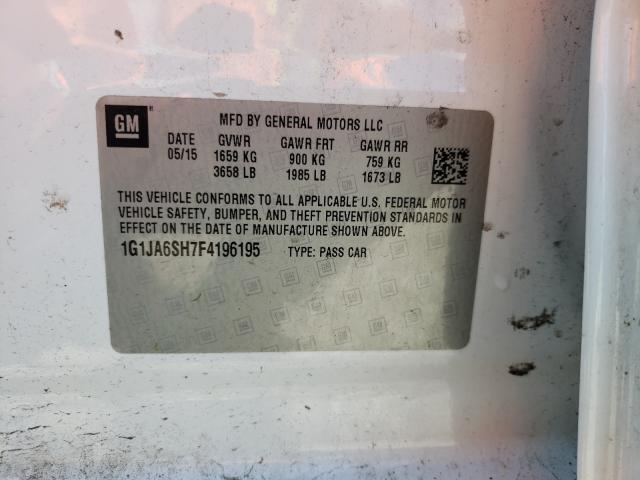 GM
MFD BY GENERAL MOTORS LLC
DATE GVWR GAWR FRT GAWR RR
05/15 1659 KG 900 KG 759 KG
3658 LB 1985 LB 1673 LB
THIS VEHICLE CONFORMS TO ALL APPLICABLE U.S. FEDERAL MOTOR
VEHICLE SAFETY, BUMPER, AND THEFT PREVENTION STANDARDS IN
EFFECT ON THE DATE OF MANUFACTURE SHOWN ABOVE.
1G1JA6SH7F4196195 TYPE: PASS CAR